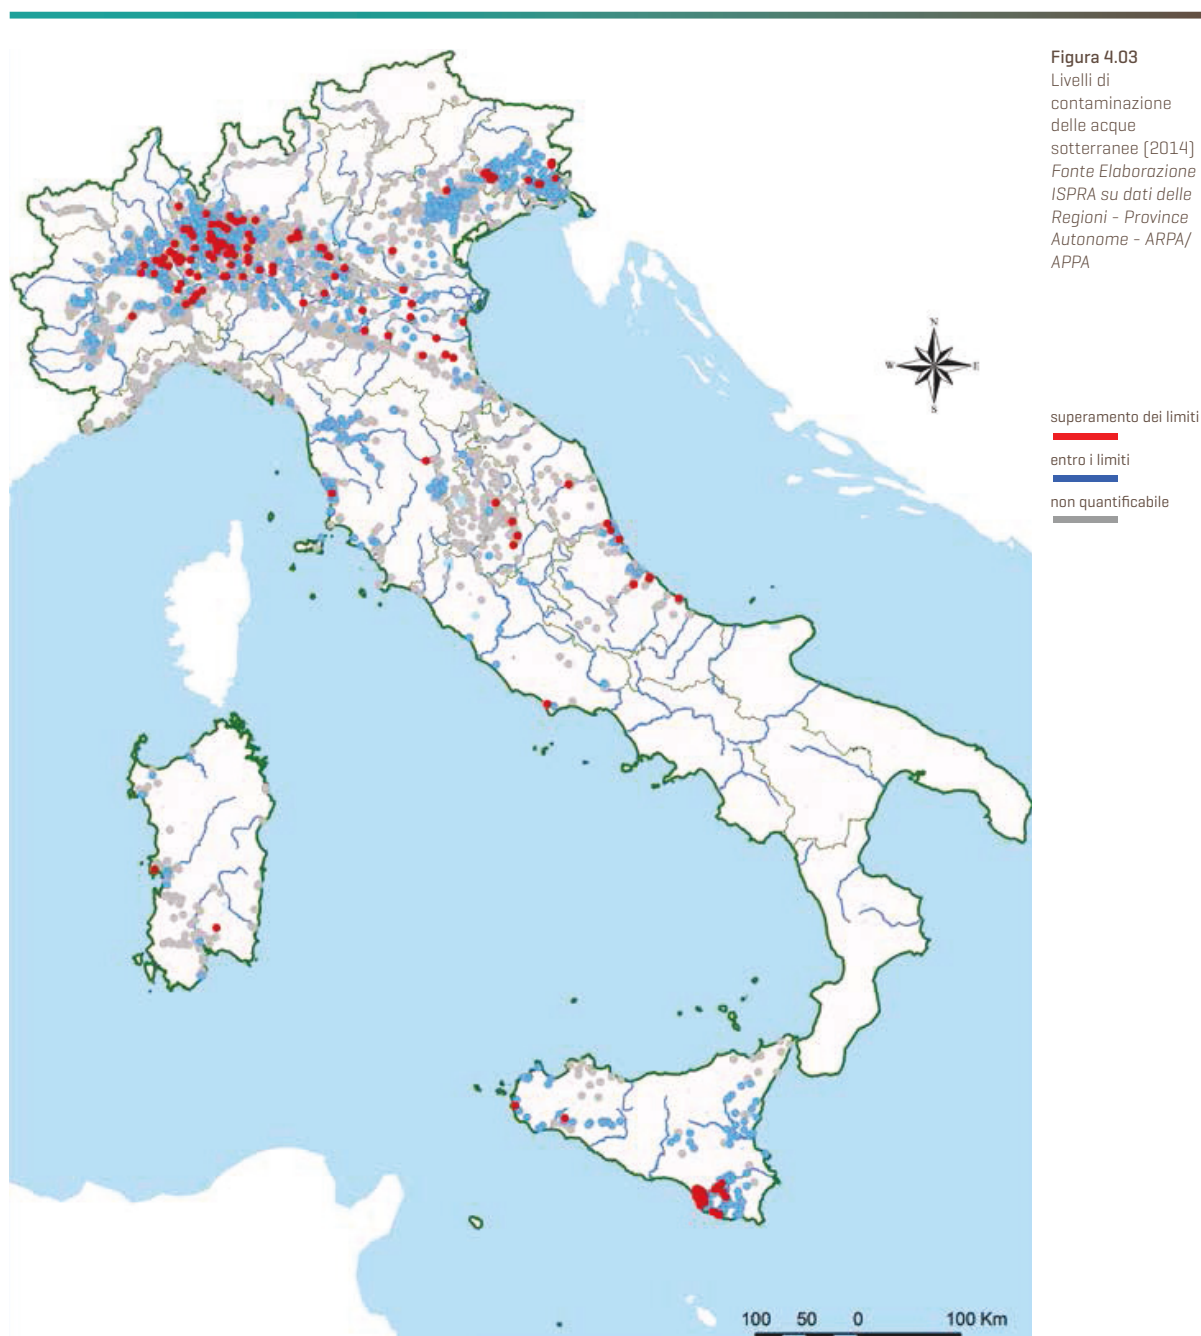 Figura 4.03
Livelli di
contaminazione
delle acque
sotterranee (2014)
Fonte Elaborazione
ISPRA su dati delle
Regioni - Province
Autonome - ARPA/
APPA
N
W
E
S
superamento dei limiti
entro i limiti
non quantificabile
100 50 0 100 Km